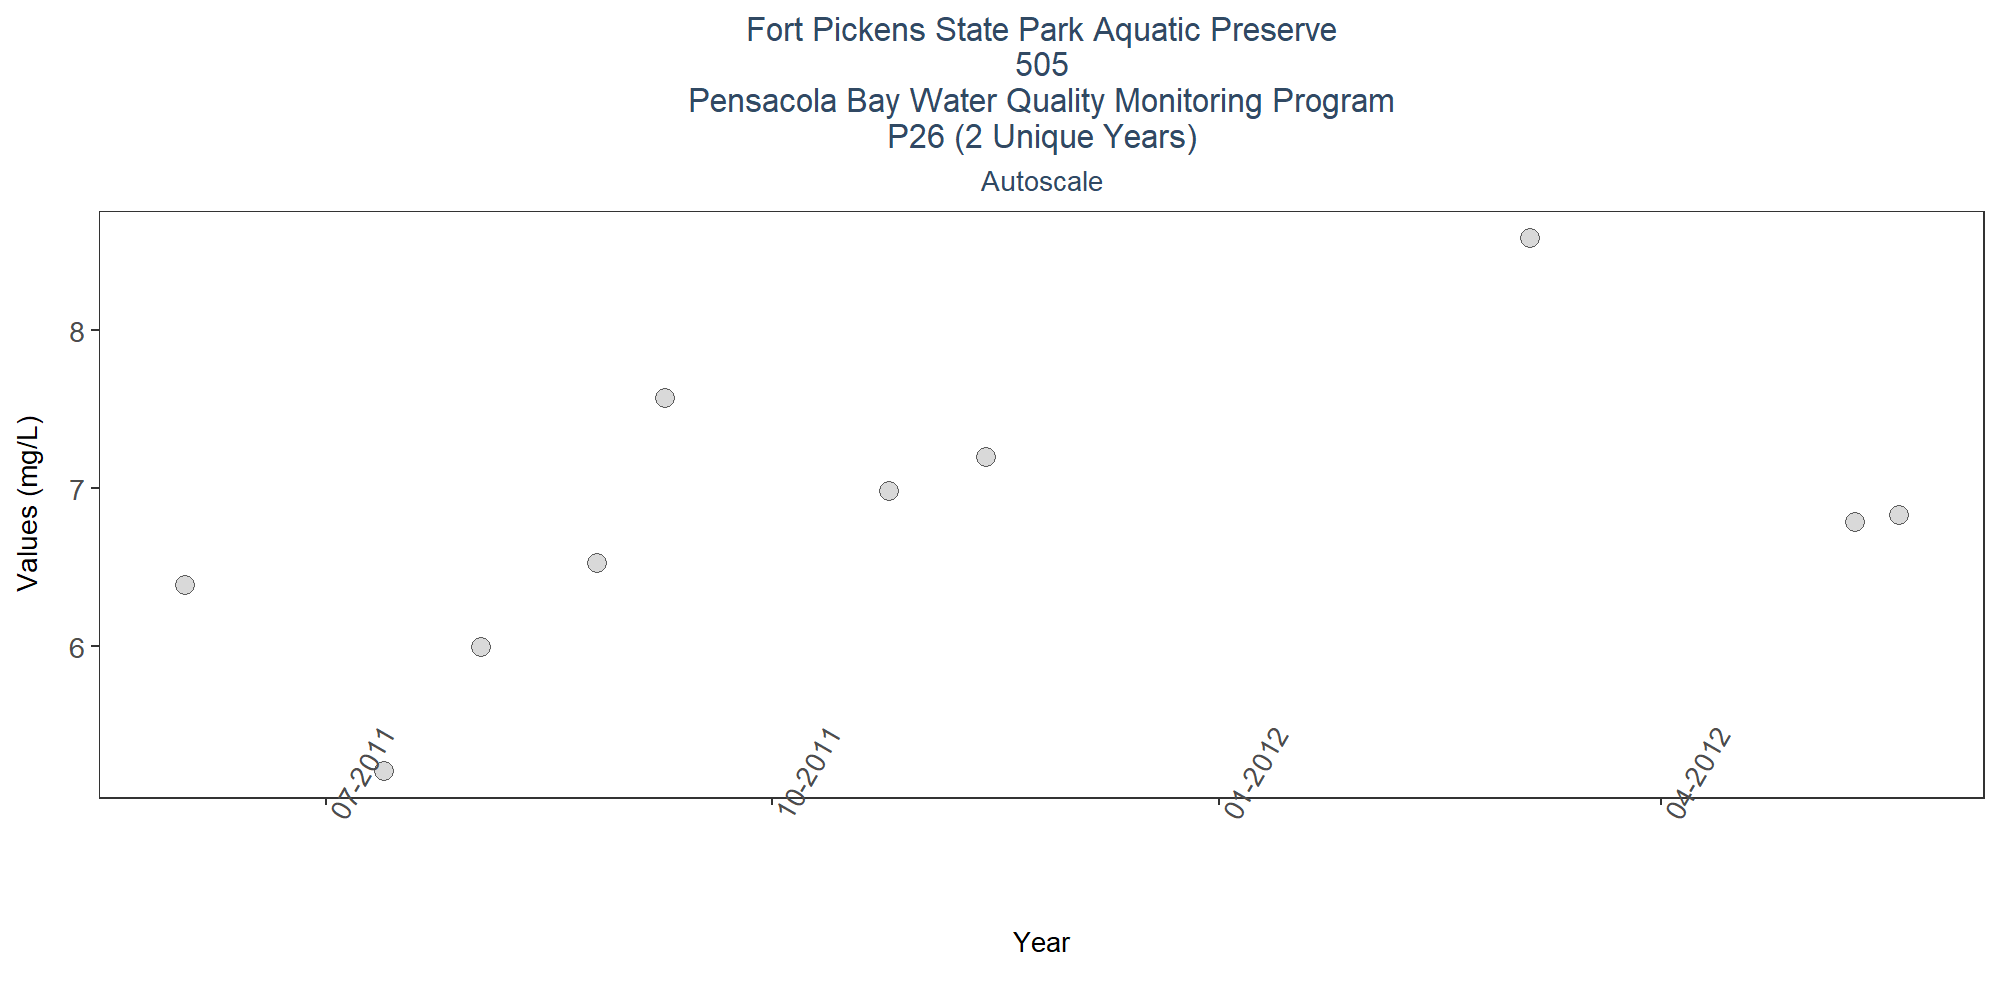 Fort Pickens State Park Aquatic Preserve
505
Pensacola Bay Water Quality Monitoring Program
P26 (2 Unique Years)
Autoscale
Values (mg/L)
8
7
6
07-2011
10-2011
01-2012
04-2012
Year